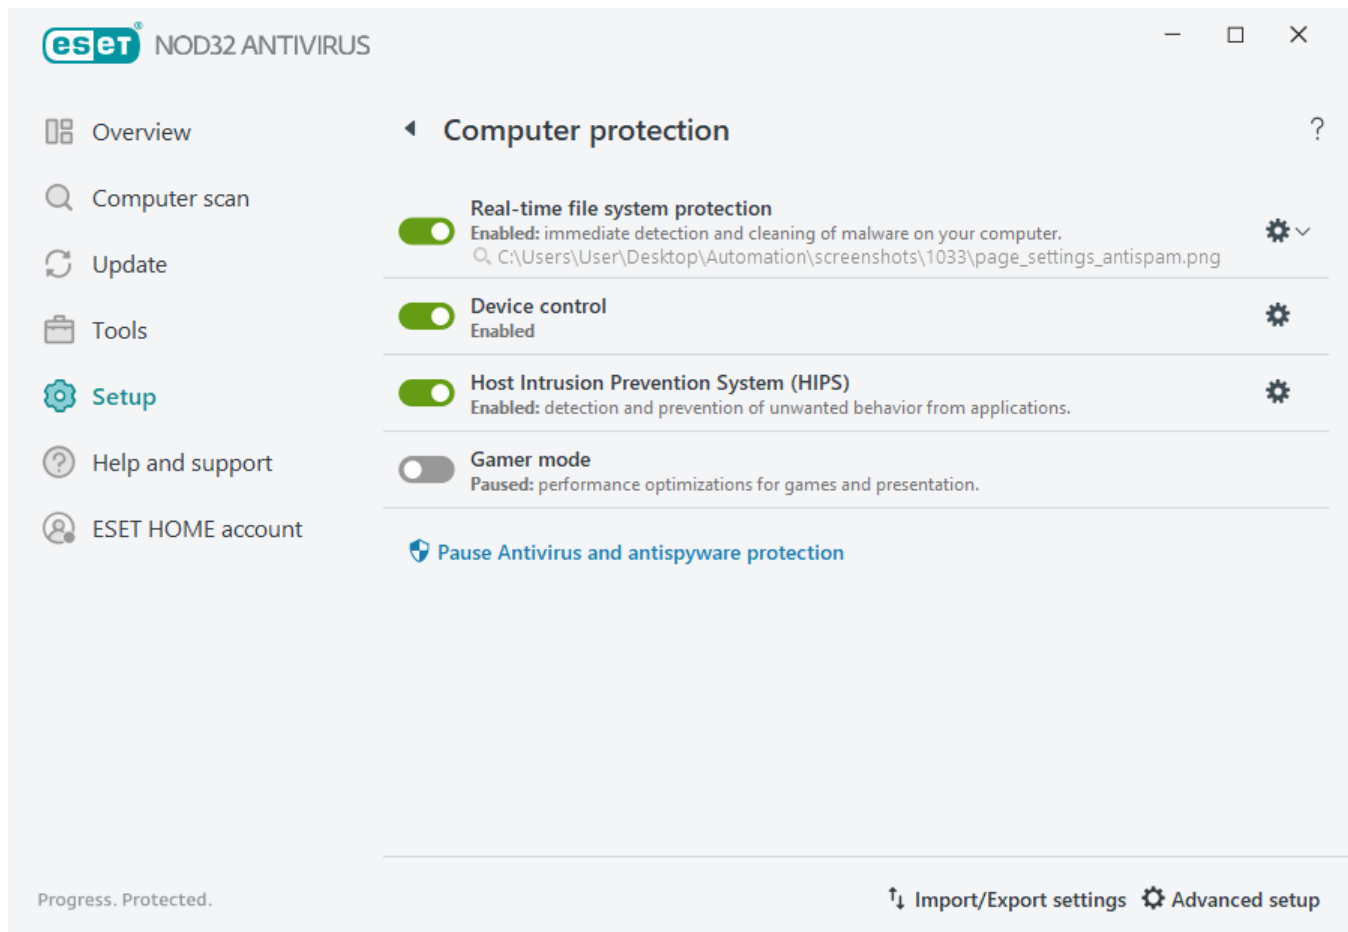 eset® NOD32 ANTIVIRUS
Overview
Computer scan
Update
Tools
Setup
Help and support
ESET HOME account
Computer protection
?
Real-time file system protection
Enabled: immediate detection and cleaning of malware on your computer.
C:\Users\User\Desktop\Automation\screenshots\1033\page_settings_antispam.png
Device control
Enabled
Host Intrusion Prevention System (HIPS)
Enabled: detection and prevention of unwanted behavior from applications.
Gamer mode
Paused: performance optimizations for games and presentation.
Pause Antivirus and antispyware protection
Progress. Protected.
Import/Export settings
Advanced setup